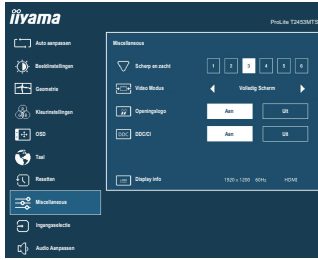 iiyama
ProLite T2453MTS
Auto aanpassen
Miscellaneous
Beeldinstellingen
Scherp en zacht
1 2 3 4 5 6
Geometrie
Video Modus
Volledig Scherm
Kleurinstellingen
Openingslogo
Aan
Uit
OSD
DDC
DDC/CI
Aan
Uit
Taal
Resetten
Display Info
1920 x 1200 60Hz HDMI
Miscellaneous
Ingangsselectie
Audio Aanpassen